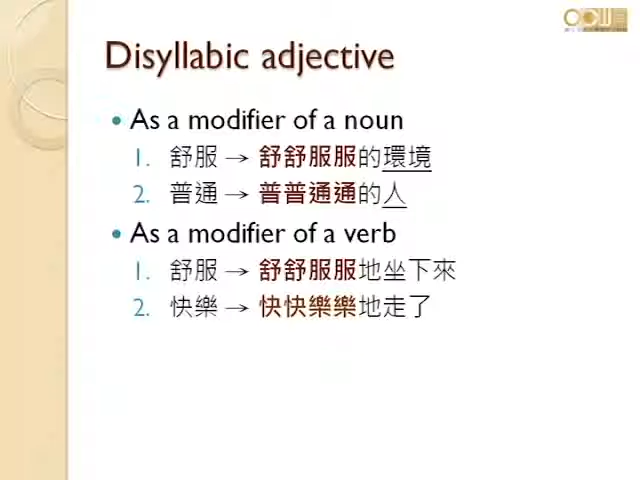 Disyllabic adjective
• As a modifier of a noun
1. 舒服 → 舒舒服服的環境
2. 普通 → 普普通通的人
• As a modifier of a verb
1. 舒服 → 舒舒服服地坐下來
2. 快樂 → 快快樂樂地走了